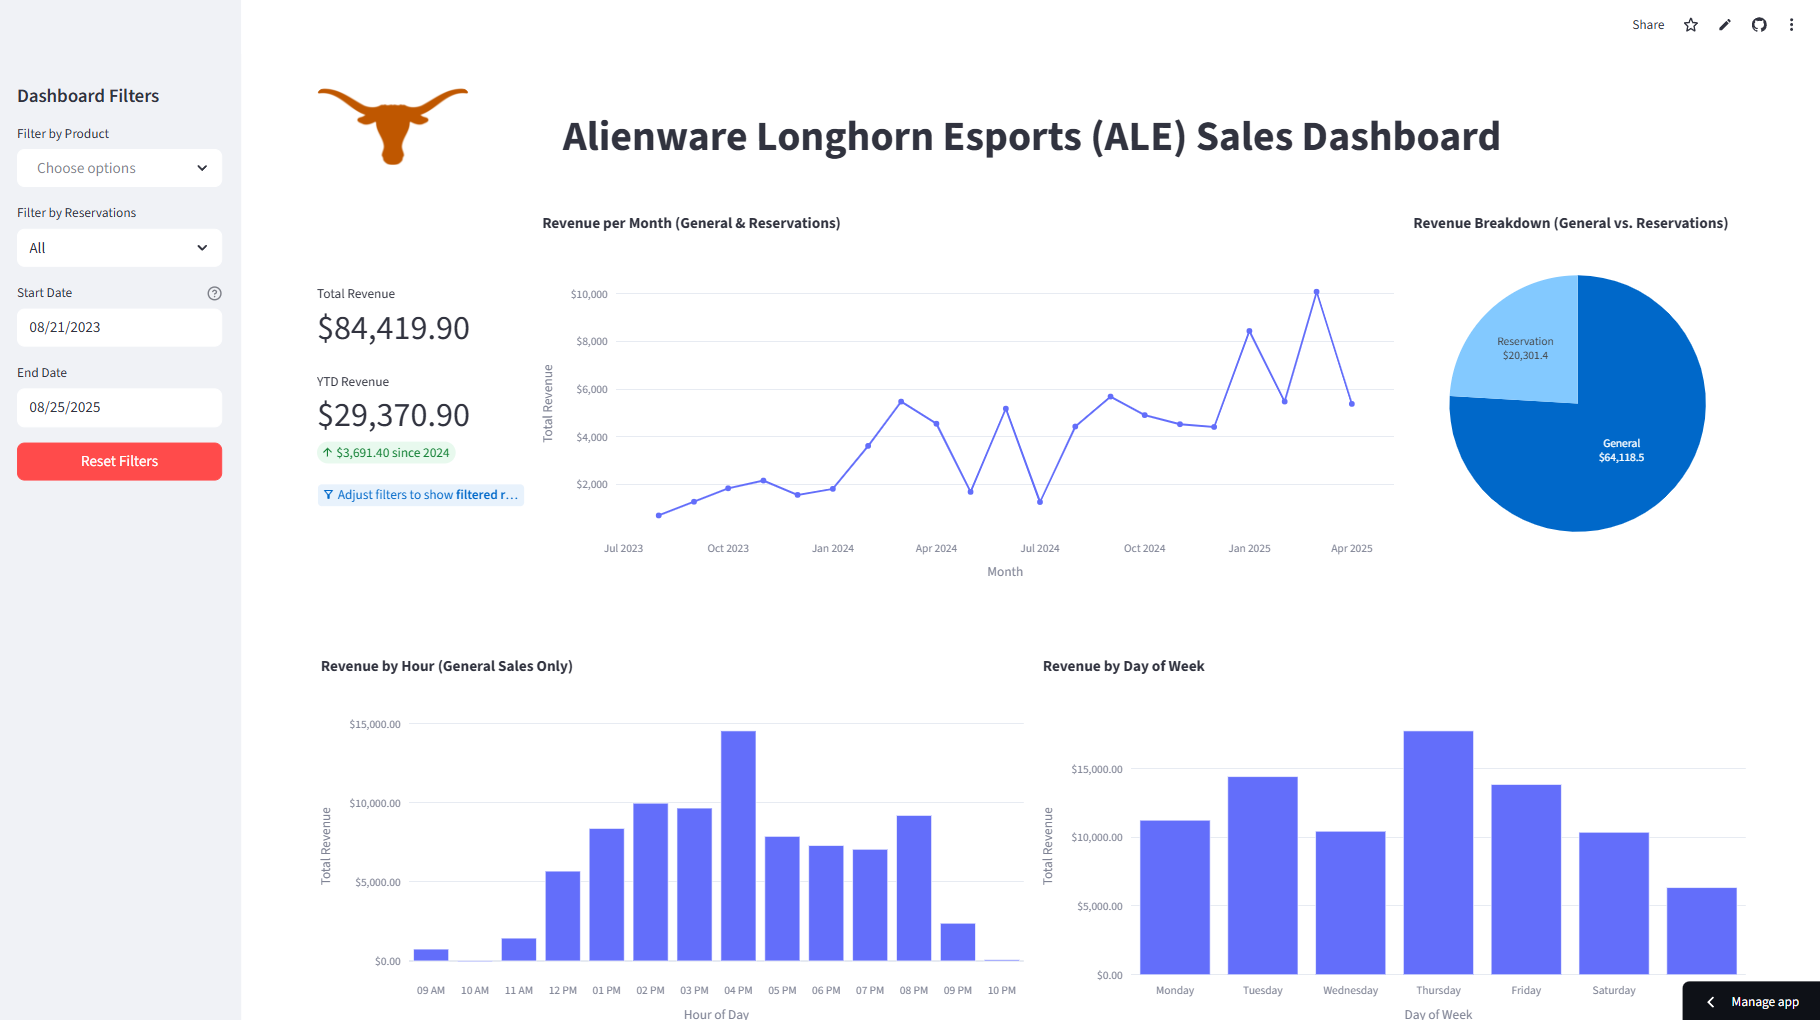 Share
Dashboard Filters
Filter by Product
Choose options
Filter by Reservations
All
Start Date
08/21/2023
End Date
08/25/2025
Reset Filters
Alienware Longhorn Esports (ALE) Sales Dashboard
Total Revenue
$84,419.90
YTD Revenue
$29,370.90
↑ $3,691.40 since 2024
Adjust filters to show filtered r…
Revenue per Month (General & Reservations)
Total Revenue
$10,000
$8,000
$6,000
$4,000
$2,000
Jul 2023 Oct 2023 Jan 2024 Apr 2024 Jul 2024 Oct 2024 Jan 2025 Apr 2025
Month
Revenue Breakdown (General vs. Reservations)
Reservation
$20,301.4
General
$64,118.5
Revenue by Hour (General Sales Only)
Total Revenue
$15,000.00
$10,000.00
$5,000.00
$0.00
09 AM 10 AM 11 AM 12 PM 01 PM 02 PM 03 PM 04 PM 05 PM 06 PM 07 PM 08 PM 09 PM 10 PM
Hour of Day
Revenue by Day of Week
Total Revenue
$15,000.00
$10,000.00
$5,000.00
$0.00
Monday Tuesday Wednesday Thursday Friday Saturday
Day of Week
Manage app